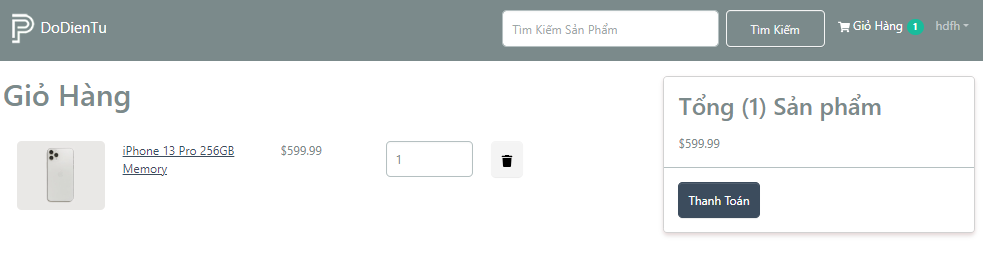 DoDienTu
Tìm Kiếm Sản Phẩm
Tìm Kiếm
Giỏ Hàng 1
hdfh
Giỏ Hàng
iPhone 13 Pro 256GB
Memory
$599.99
1
Tổng (1) Sản phẩm
$599.99
Thanh Toán